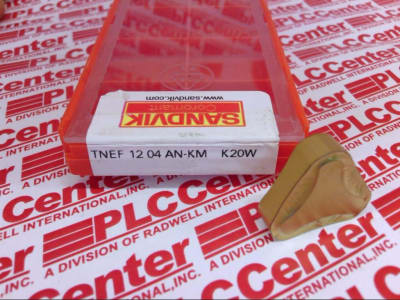 www.sandvik.com
SANDVIK
Coromant
TNEF 12 04 AN-KM K20W
PLCCenter
A DIVISION OF RADWELL INTERNATIONAL, INC.